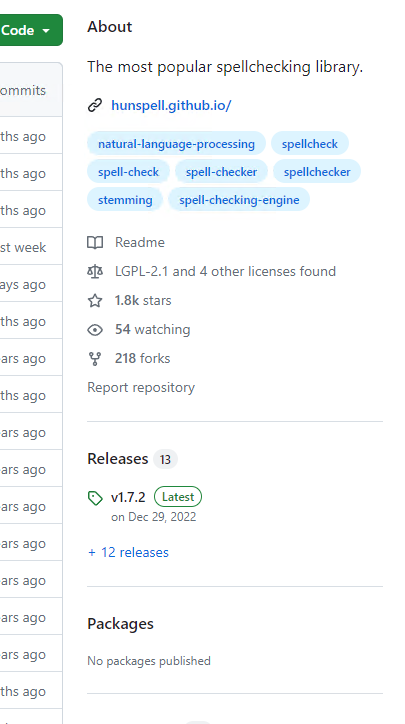 Code
About
The most popular spellchecking library.
ommits
hunspell.github.io/
ths ago
natural-language-processing spellcheck
ths ago
spell-check spell-checker spellchecker
ths ago
stemming spell-checking-engine
st week
Readme
ays ago
LGPL-2.1 and 4 other licenses found
ths ago
1.8k stars
54 watching
ars ago
218 forks
ths ago
Report repository
ars ago
ars ago
Releases 13
ars ago
v1.7.2 Latest
on Dec 29, 2022
ars ago
+ 12 releases
ars ago
ars ago
Packages
ars ago
No packages published
ths ago